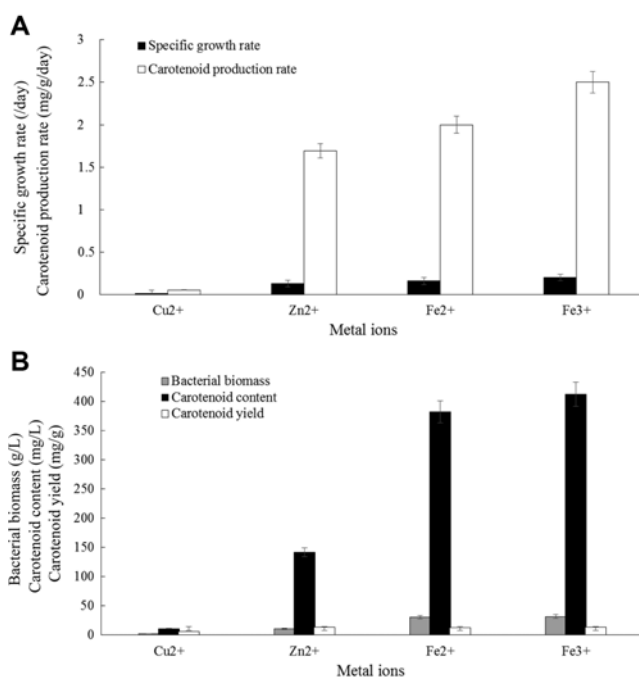 A
Specific growth rate
Carotenoid production rate
Specific growth rate (/day)
Carotenoid production rate (mg/g/day)
3
2.5
2
1.5
1
0.5
0
Cu2+ Zn2+ Fe2+ Fe3+
Metal ions
B
Bacterial biomass
Carotenoid content
Carotenoid yield
Bacterial biomass (g/L)
Carotenoid content (mg/L)
Carotenoid yield (mg/g)
450
400
350
300
250
200
150
100
50
0
Cu2+ Zn2+ Fe2+ Fe3+
Metal ions